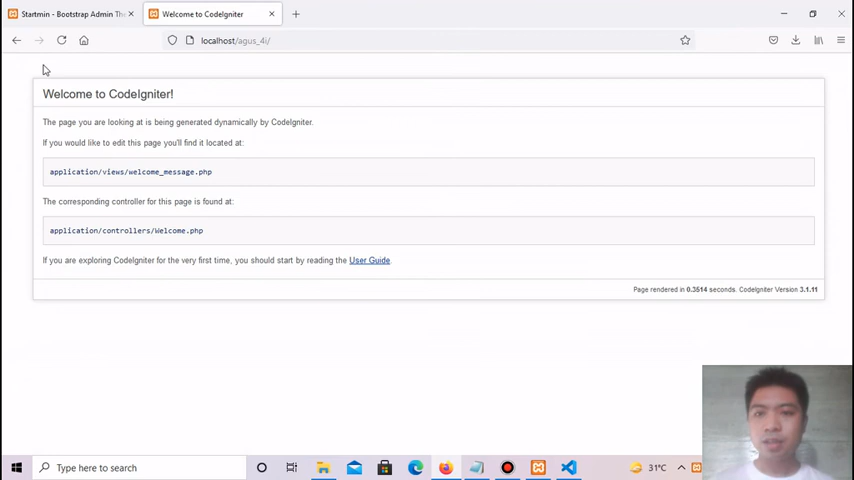 Startmin - Bootstrap Admin The
Welcome to CodeIgniter
localhost/agus_4i/
Welcome to CodeIgniter!
The page you are looking at is being generated dynamically by CodeIgniter.
If you would like to edit this page you'll find it located at:
application/views/welcome_message.php
The corresponding controller for this page is found at:
application/controllers/Welcome.php
If you are exploring CodeIgniter for the very first time, you should start by reading the User Guide.
Page rendered in 0.3514 seconds. CodeIgniter Version 3.1.11
Type here to search
31°C